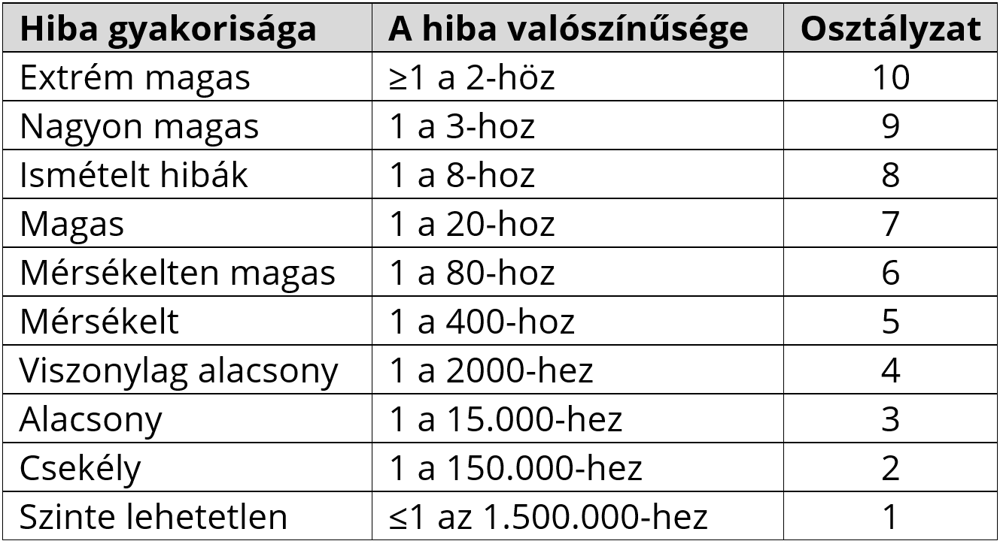 Hiba gyakorisága A hiba valószínűsége Osztályzat
Extrém magas ≥1 a 2-höz 10
Nagyon magas 1 a 3-hoz 9
Ismételt hibák 1 a 8-hoz 8
Magas 1 a 20-hoz 7
Mérsékelten magas 1 a 80-hoz 6
Mérsékelt 1 a 400-hoz 5
Viszonylag alacsony 1 a 2000-hez 4
Alacsony 1 a 15.000-hez 3
Csekély 1 a 150.000-hez 2
Szinte lehetetlen ≤1 az 1.500.000-hez 1